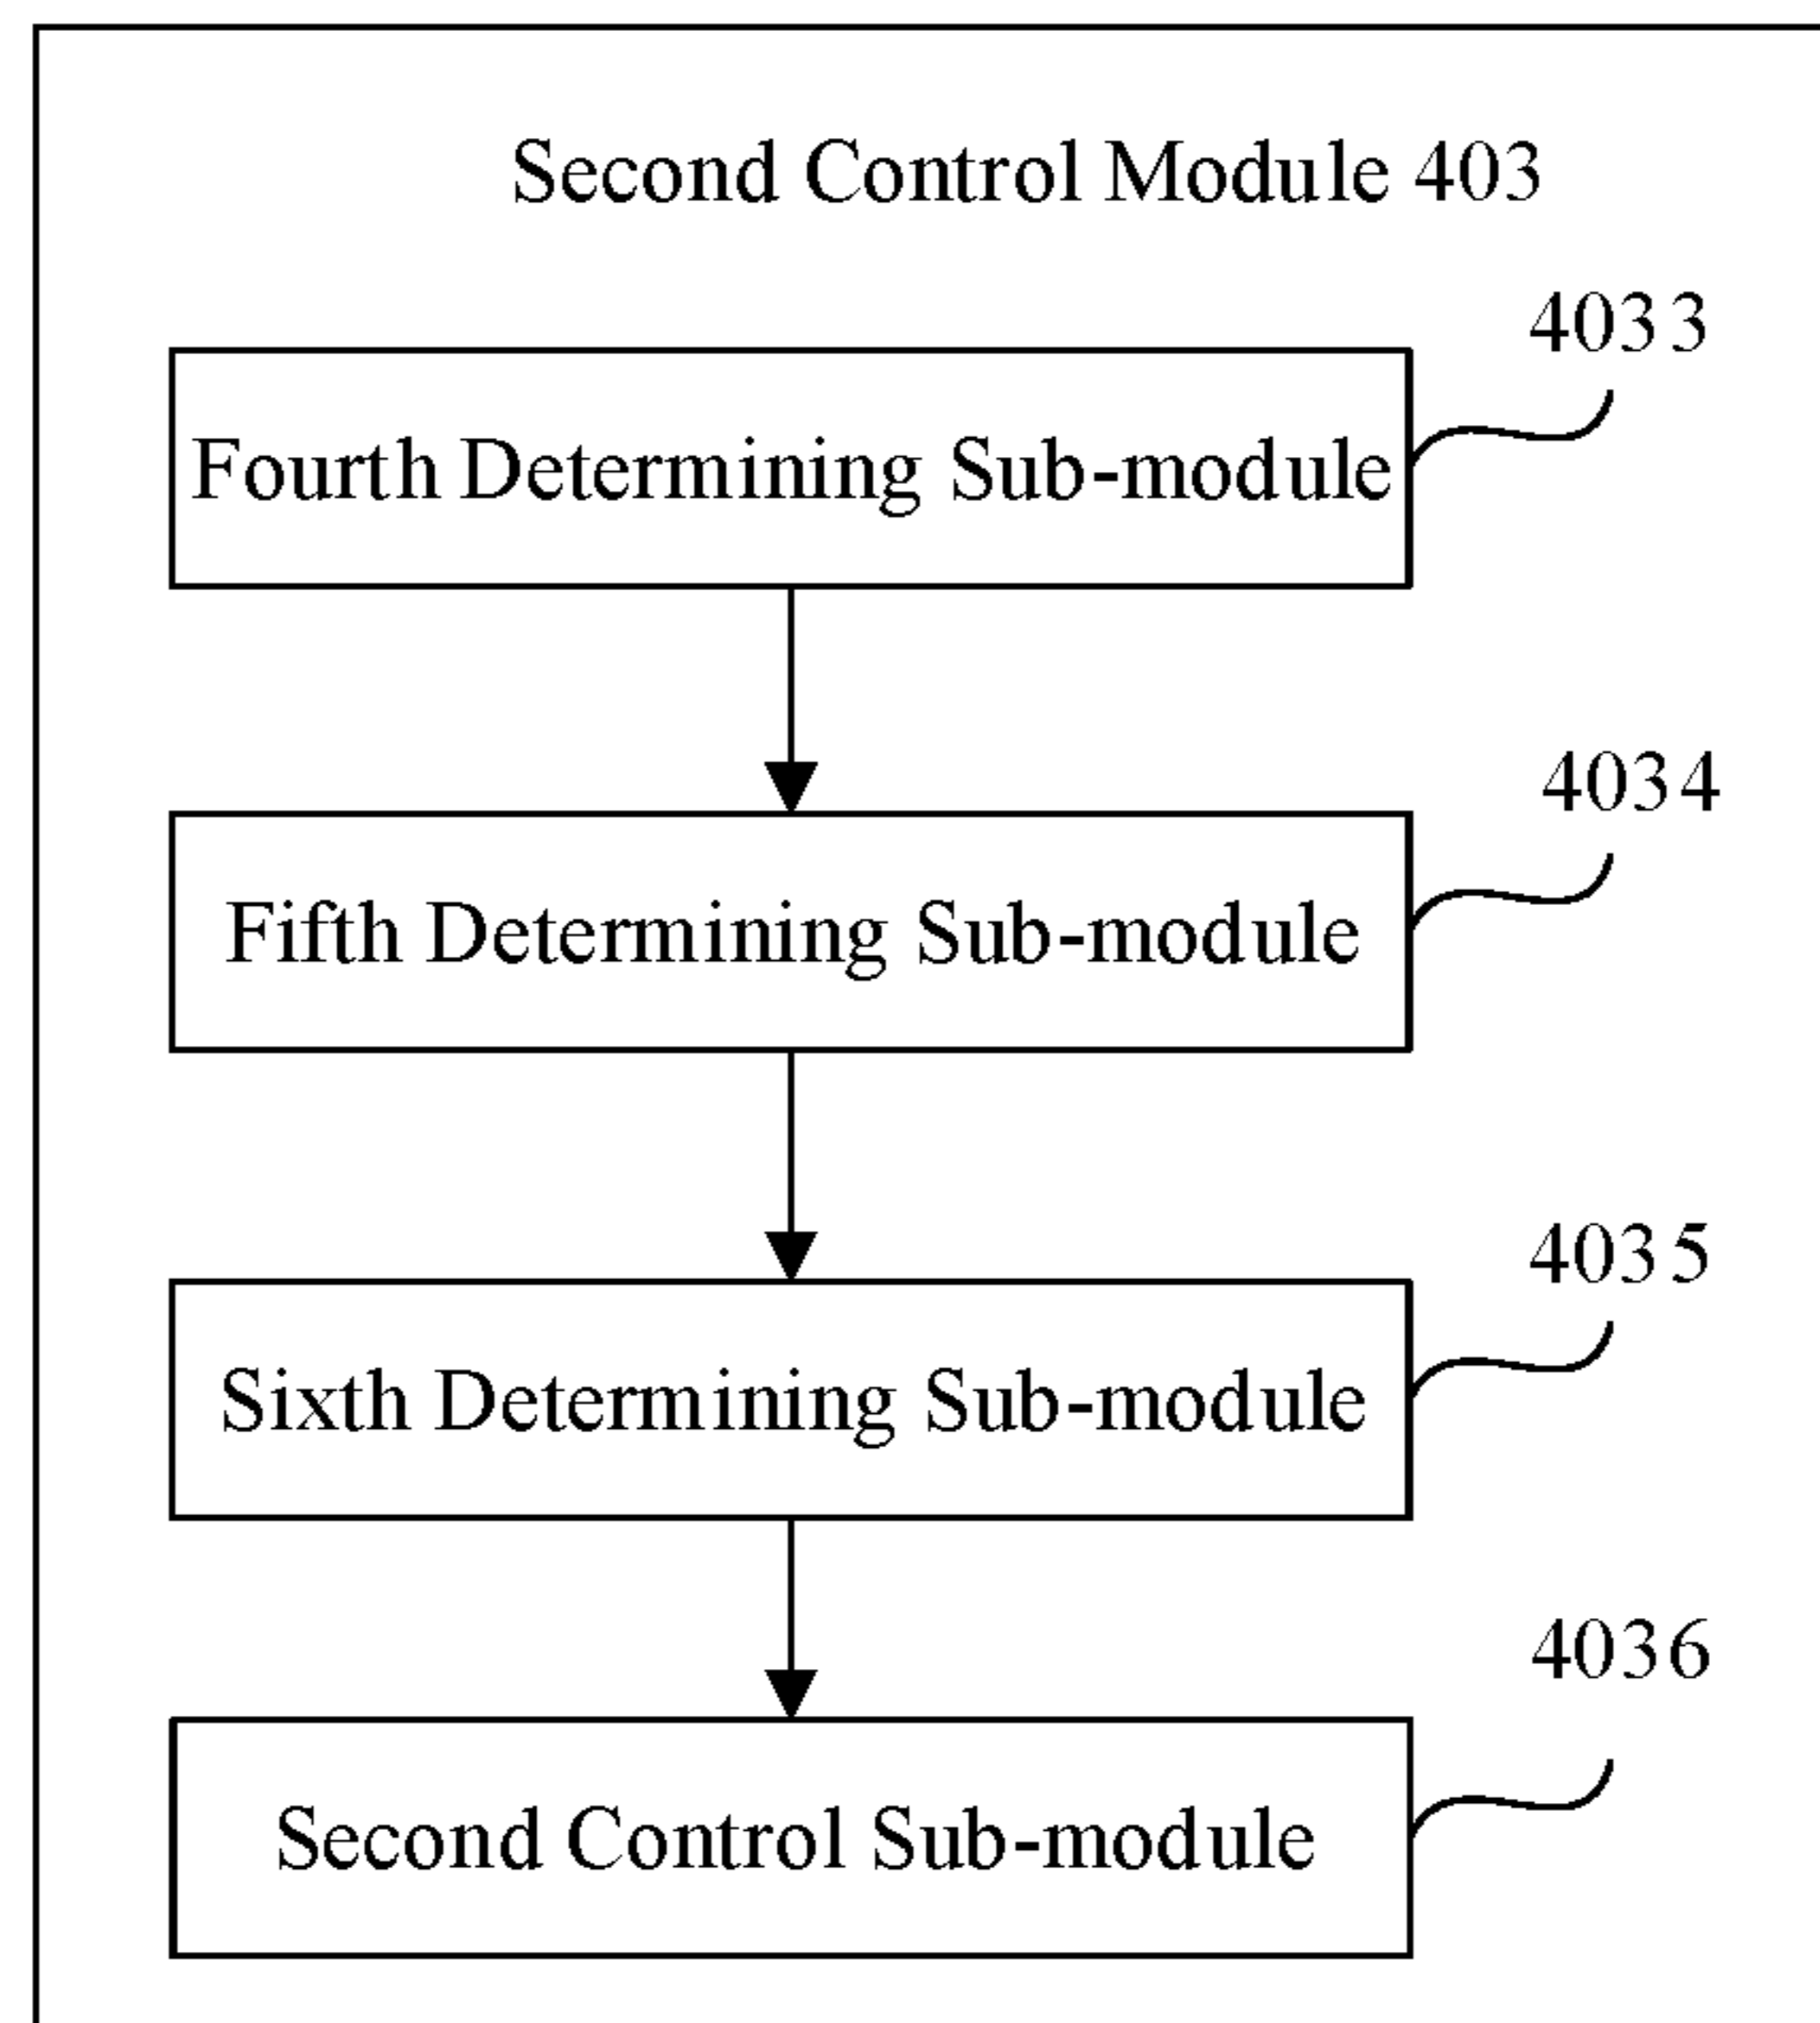 Second Control Module 403
4033
Fourth Determining Sub-module
4034
Fifth Determining Sub-module
4035
Sixth Determining Sub-module
4036
Second Control Sub-module